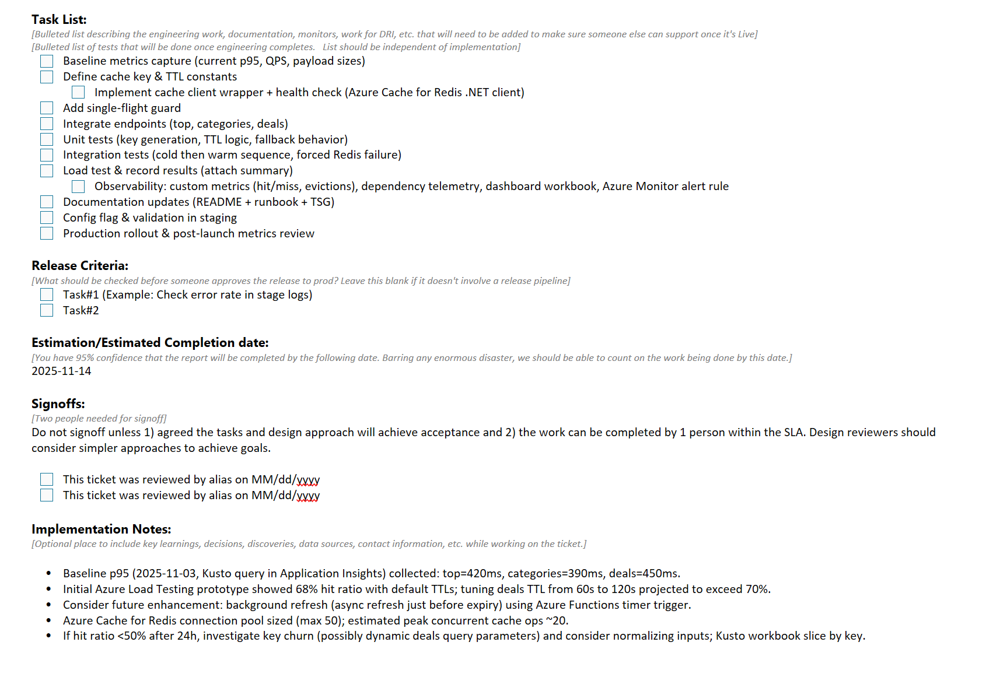 Task List:
[Bulleted list describing the engineering work, documentation, monitors, work for DRI, etc. that will need to be added to make sure someone else can support once it's Live]
[Bulleted list of tests that will be done once engineering completes.   List should be independent of implementation]
Baseline metrics capture (current p95, QPS, payload sizes)
Define cache key & TTL constants
Implement cache client wrapper + health check (Azure Cache for Redis .NET client)
Add single-flight guard
Integrate endpoints (top, categories, deals)
Unit tests (key generation, TTL logic, fallback behavior)
Integration tests (cold then warm sequence, forced Redis failure)
Load test & record results (attach summary)
Observability: custom metrics (hit/miss, evictions), dependency telemetry, dashboard workbook, Azure Monitor alert rule
Documentation updates (README + runbook + TSG)
Config flag & validation in staging
Production rollout & post-launch metrics review
Release Criteria:
[What should be checked before someone approves the release to prod? Leave this blank if it doesn't involve a release pipeline]
Task#1 (Example: Check error rate in stage logs)
Task#2
Estimation/Estimated Completion date:
[You have 95% confidence that the report will be completed by the following date. Barring any enormous disaster, we should be able to count on the work being done by this date.]
2025-11-14
Signoffs:
[Two people needed for signoff]
Do not signoff unless 1) agreed the tasks and design approach will achieve acceptance and 2) the work can be completed by 1 person within the SLA. Design reviewers should
consider simpler approaches to achieve goals.
This ticket was reviewed by alias on MM/dd/yyyy
This ticket was reviewed by alias on MM/dd/yyyy
Implementation Notes:
[Optional place to include key learnings, decisions, discoveries, data sources, contact information, etc. while working on the ticket.]
• Baseline p95 (2025-11-03, Kusto query in Application Insights) collected: top=420ms, categories=390ms, deals=450ms.
• Initial Azure Load Testing prototype showed 68% hit ratio with default TTLs; tuning deals TTL from 60s to 120s projected to exceed 70%.
• Consider future enhancement: background refresh (async refresh just before expiry) using Azure Functions timer trigger.
• Azure Cache for Redis connection pool sized (max 50); estimated peak concurrent cache ops ~20.
• If hit ratio <50% after 24h, investigate key churn (possibly dynamic deals query parameters) and consider normalizing inputs; Kusto workbook slice by key.